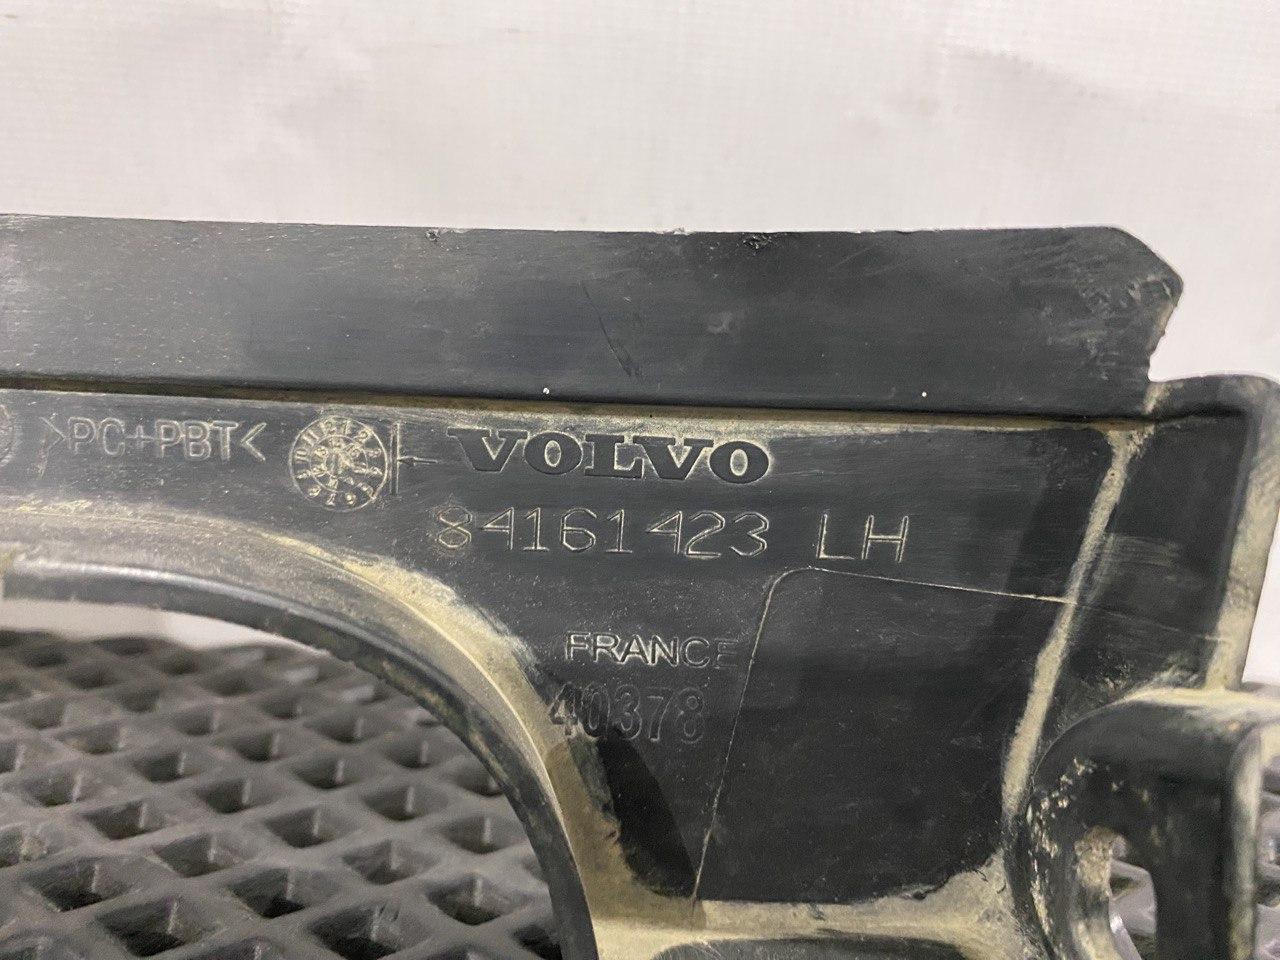 >PC+PBT<
VOLVO
84161423 LH
FRANCE
40378